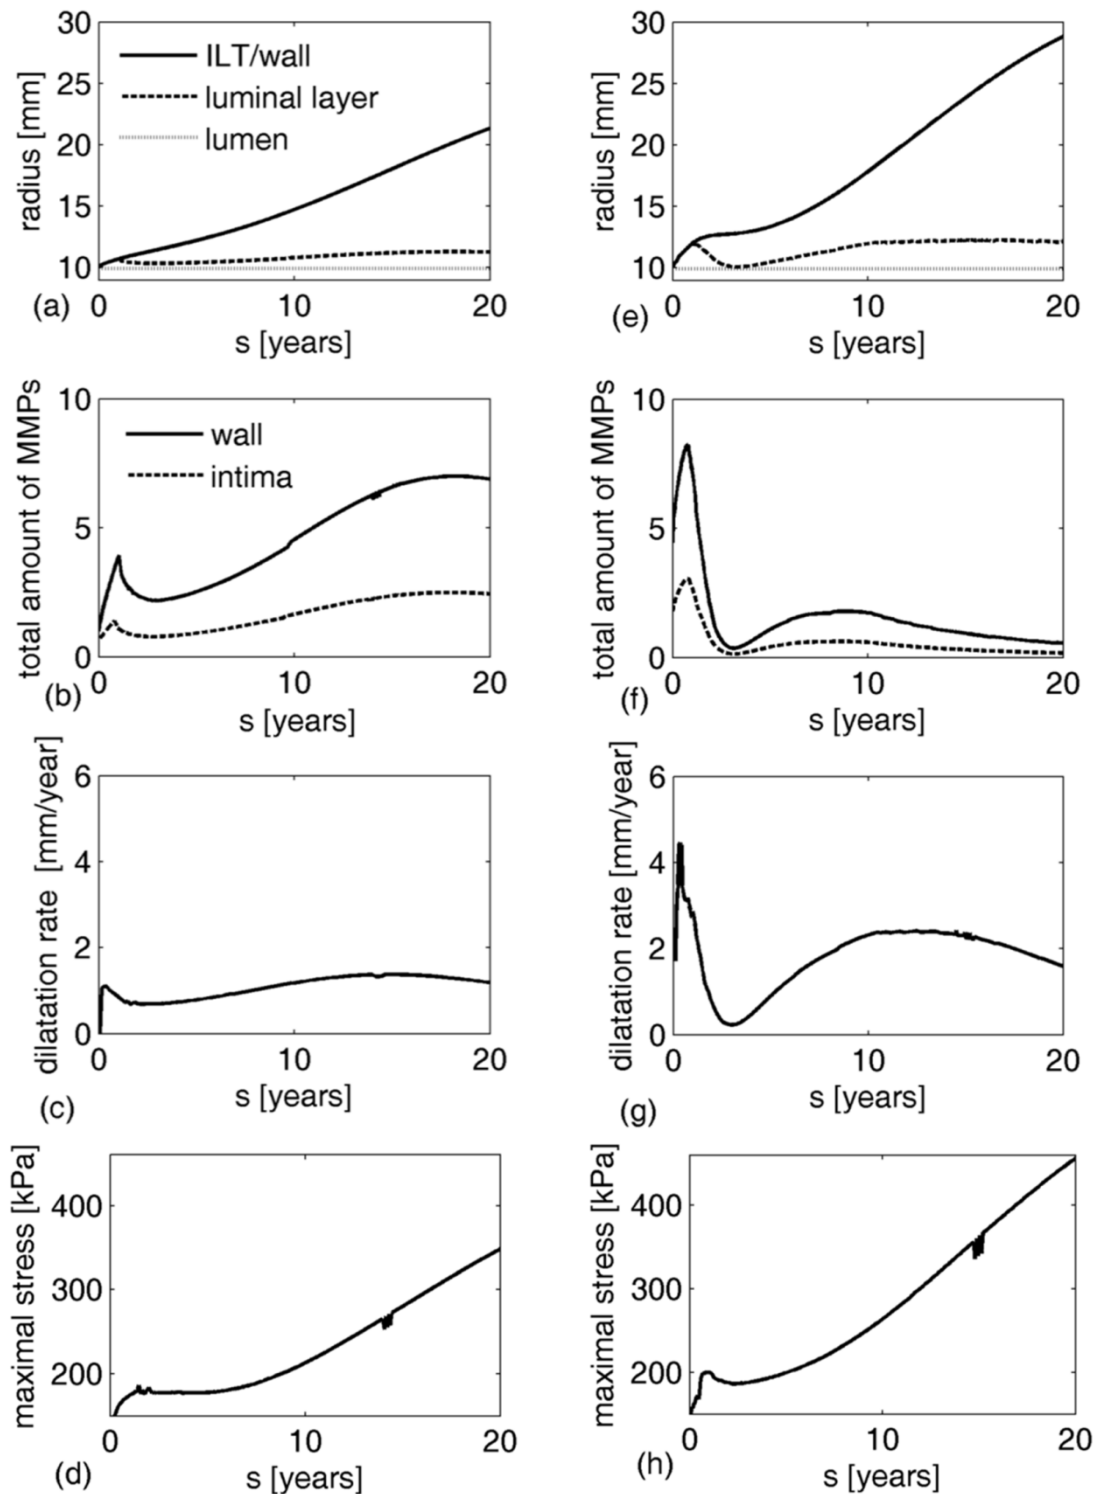 30
25
20
15
10
radius [mm]
ILT/wall
luminal layer
lumen
0 10 20
s [years]
(a)
30
25
20
15
10
radius [mm]
0 10 20
s [years]
(e)
10
5
0
total amount of MMPs
wall
intima
0 10 20
s [years]
(b)
10
5
0
total amount of MMPs
0 10 20
s [years]
(f)
6
4
2
0
dilatation rate [mm/year]
0 10 20
s [years]
(c)
6
4
2
0
dilatation rate [mm/year]
0 10 20
s [years]
(g)
400
300
200
maximal stress [kPa]
0 10 20
s [years]
(d)
400
300
200
maximal stress [kPa]
0 10 20
s [years]
(h)